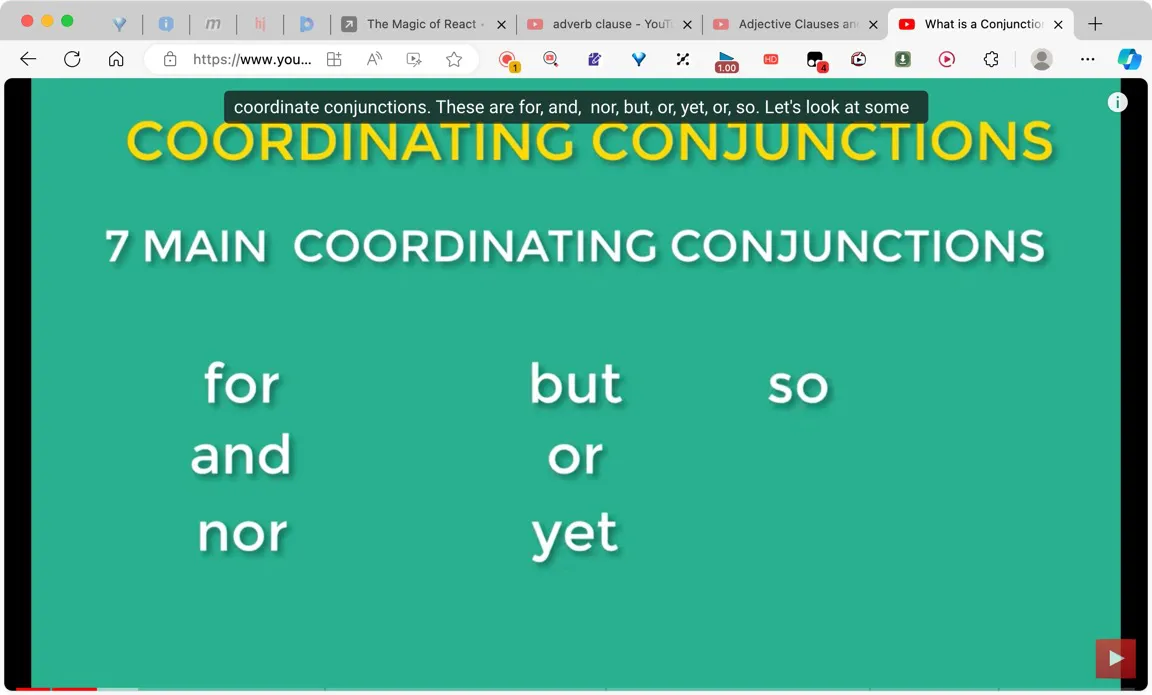 m
hj
The Magic of React -
adverb clause - YouT
Adjective Clauses an
What is a Conjunctio
https://www.you...
1
1.00
HD
4
coordinate conjunctions. These are for, and, nor, but, or, yet, or, so. Let's look at some
COORDINATING CONJUNCTIONS
7 MAIN COORDINATING CONJUNCTIONS
for but so
and or
nor yet